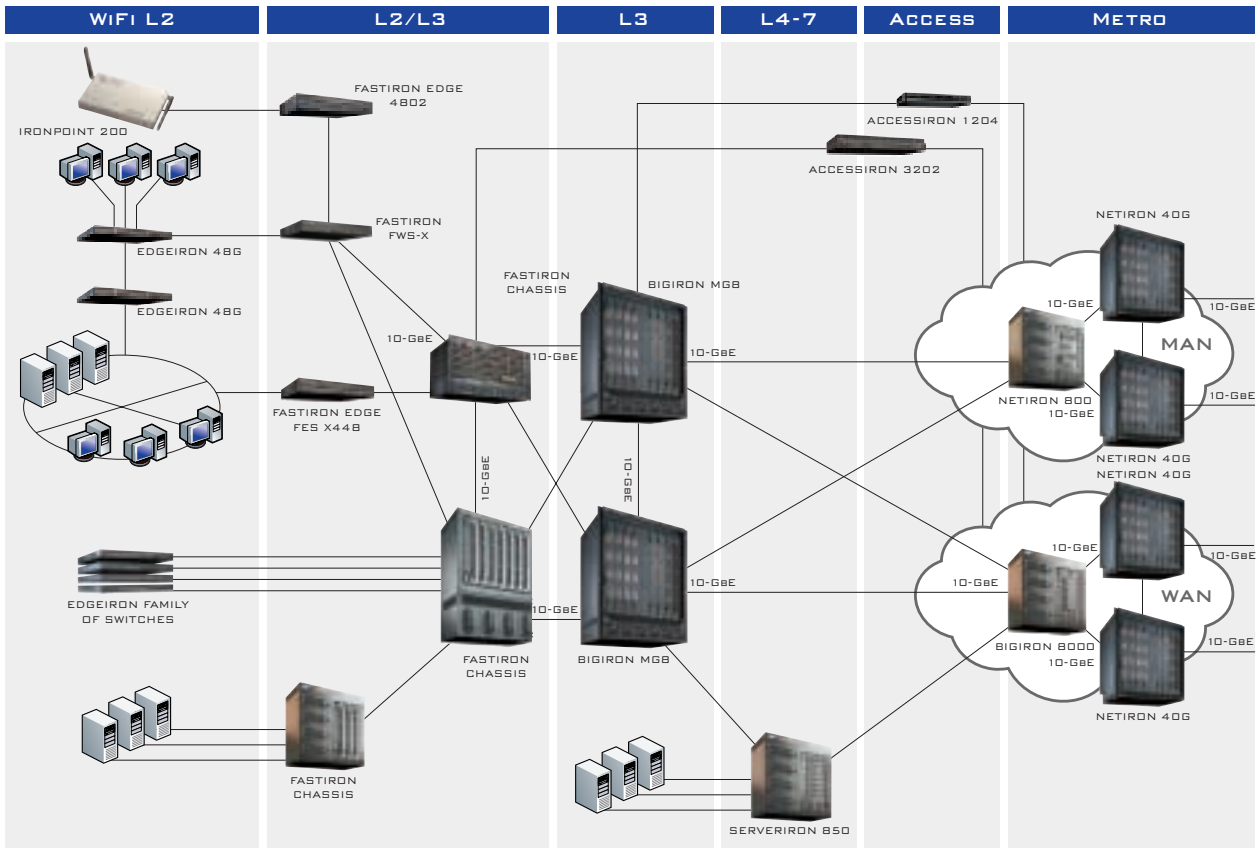 WIFI L2
L2/L3
L3
L4-7
ACCESS
METRO
FASTIRON EDGE
4802
IRONPOINT 200
ACCESSIRON 1204
ACCESSIRON 3202
FASTIRON
FWS-X
NETIRON 40G
EDGEIRON 48G
FASTIRON
CHASSIS
BIGIRON MG8
EDGEIRON 48G
10-GBE
10-GBE
10-GBE
10-GBE
10-GBE
MAN
NETIRON 800
10-GBE
10-GBE
FASTIRON EDGE
FES X448
10-GBE
10-GBE
NETIRON 40G
NETIRON 40G
10-GBE
10-GBE
10-GBE
10-GBE
EDGEIRON FAMILY
OF SWITCHES
10-GBE
WAN
BIGIRON 8000
10-GBE
10-GBE
FASTIRON
CHASSIS
BIGIRON MG8
NETIRON 40G
FASTIRON
CHASSIS
SERVERIRON 850